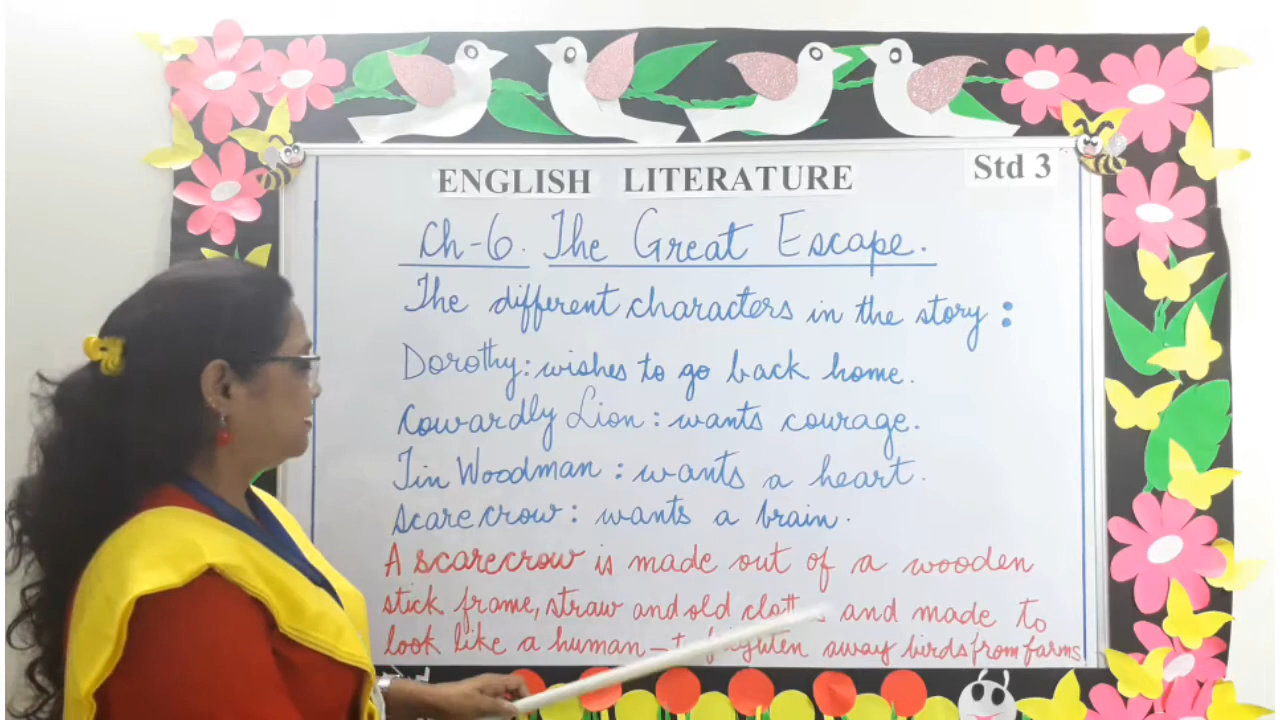 ENGLISH LITERATURE
Std 3
Ch-6. The Great Escape.
The different characters in the story:
Dorothy: wishes to go back home.
Cowardly Lion: wants courage.
Tin Woodman: wants a heart.
Scarecrow: wants a brain.
A scarecrow is made out of a wooden
stick frame, straw and old and made to
look like a human – away birds from farms